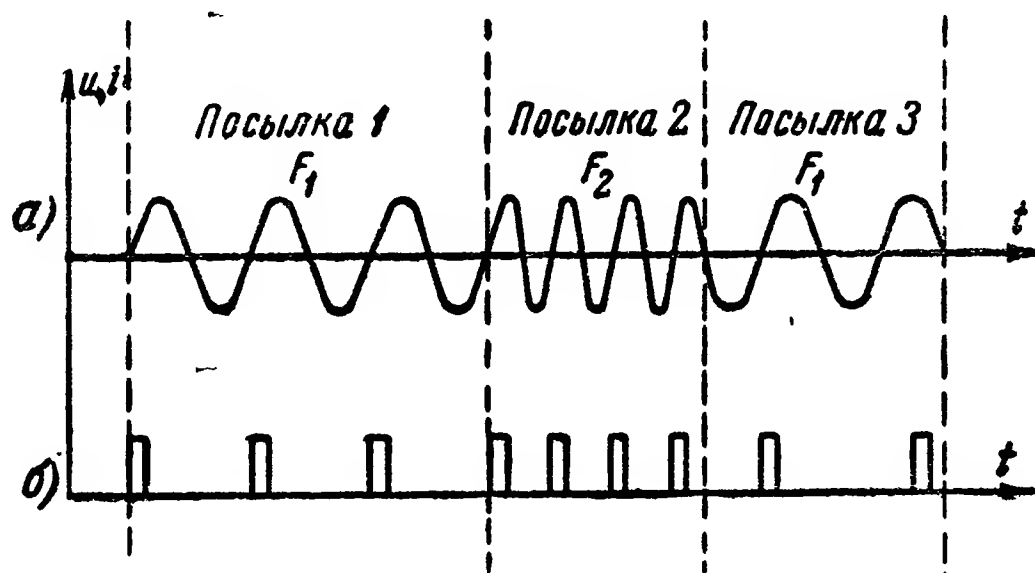 u, i
Посылка 1
F₁
Посылка 2
F₂
Посылка 3
F₁
а)
t
б)
t